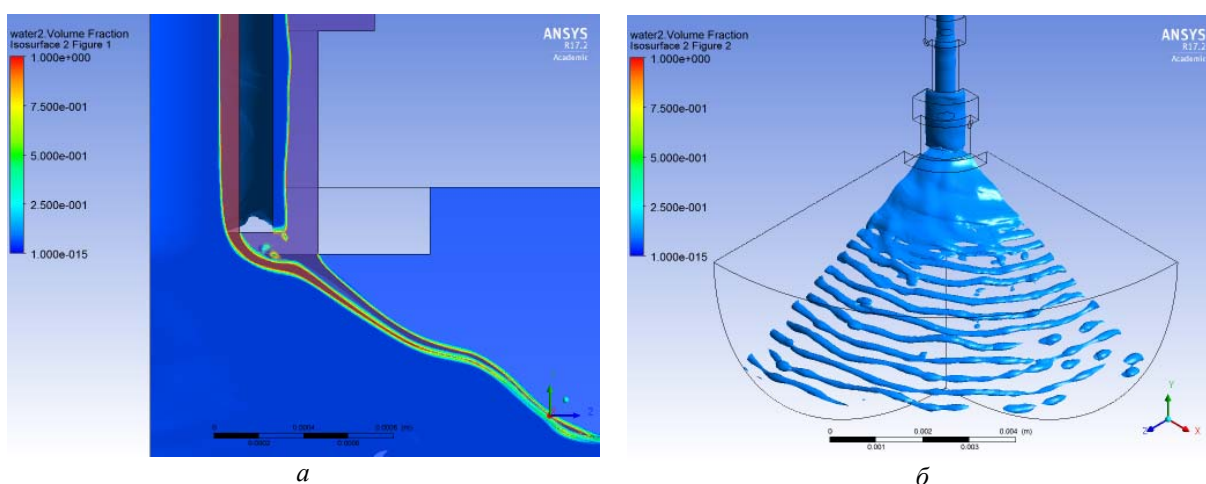 water2.Volume Fraction
Isosurface 2 Figure 1
1.000e+000
7.500e-001
5.000e-001
2.500e-001
1.000e-015
ANSYS
R17.2
Academic
Y
Z
0 0.0004 0.0008 (m)
0.0002 0.0006
а
water2.Volume Fraction
Isosurface 2 Figure 2
1.000e+000
7.500e-001
5.000e-001
2.500e-001
1.000e-015
ANSYS
R17.2
Academic
Y
Z X
0 0.002 0.004 (m)
0.001 0.003
б